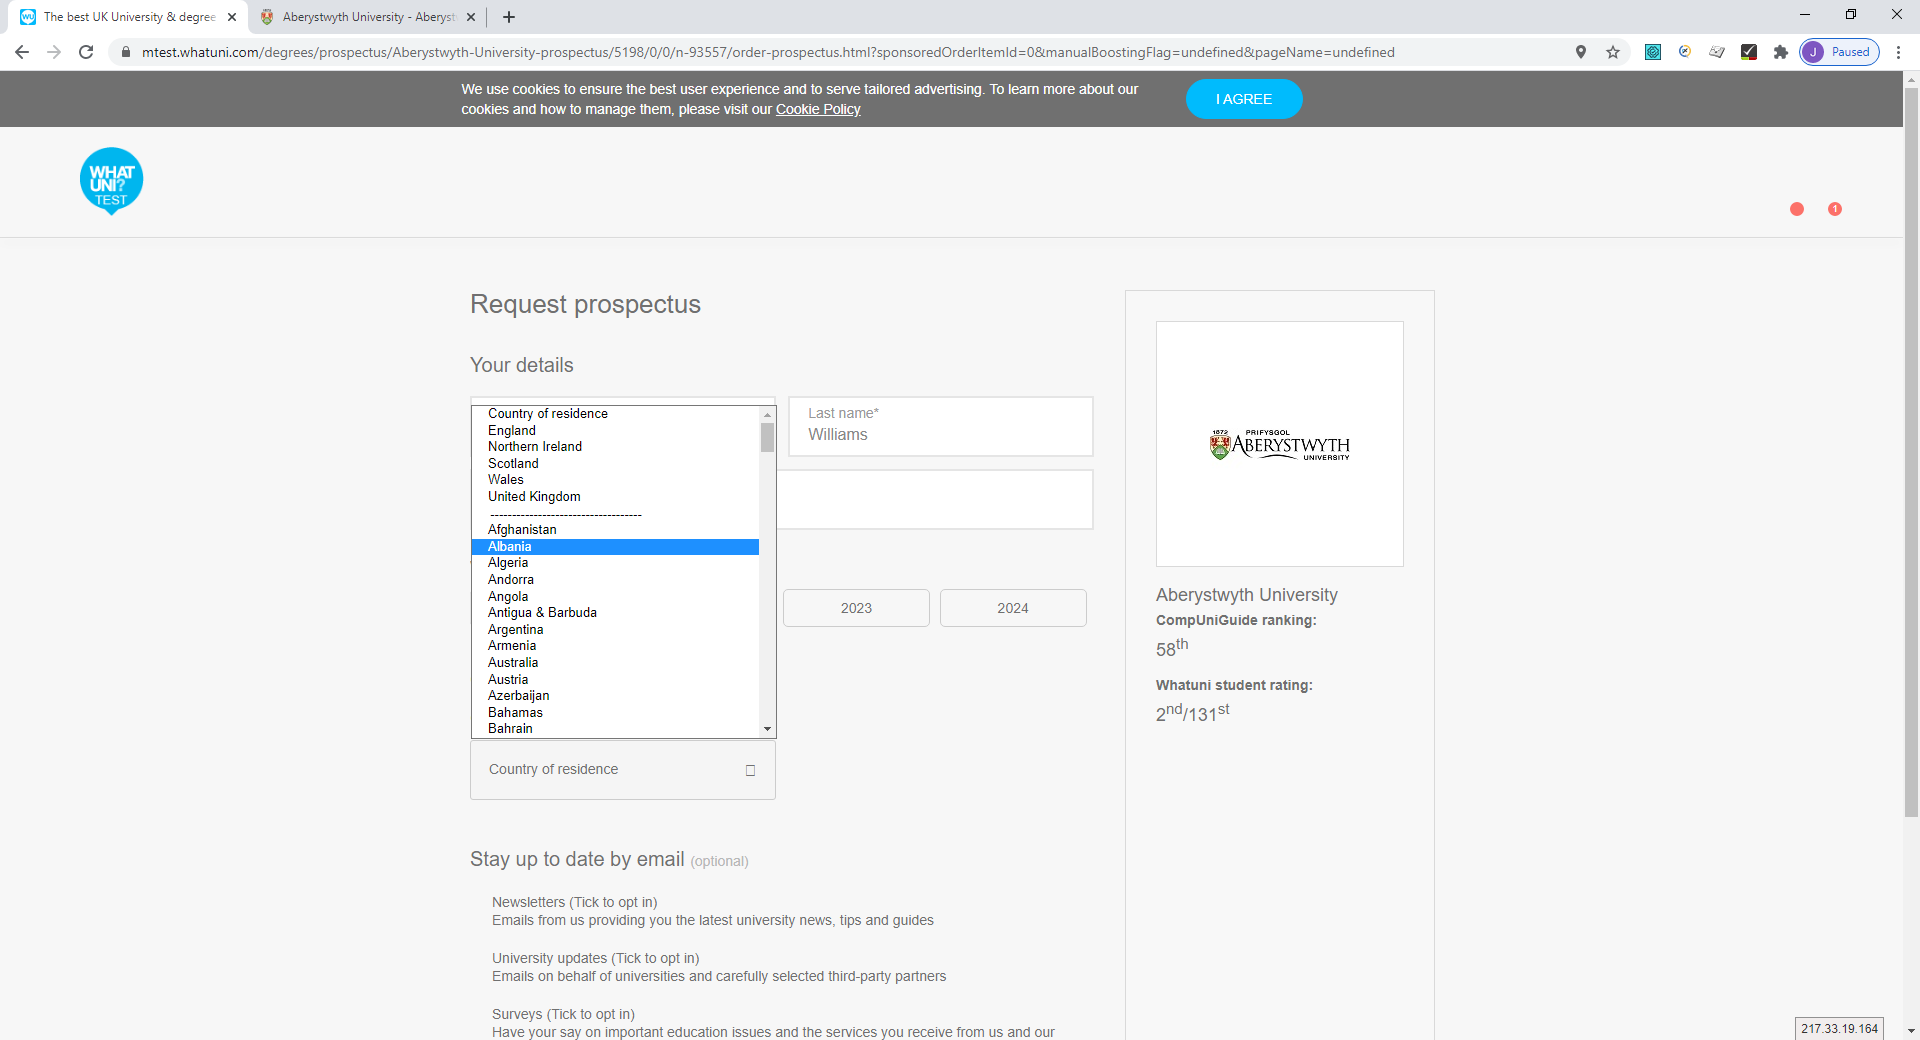 The best UK University & degree
Aberystwyth University - Aberyst
mtest.whatuni.com/degrees/prospectus/Aberystwyth-University-prospectus/5198/0/0/n-93557/order-prospectus.html?sponsoredOrderItemId=0&manualBoostingFlag=undefined&pageName=undefined
J Paused
We use cookies to ensure the best user experience and to serve tailored advertising. To learn more about our
cookies and how to manage them, please visit our Cookie Policy
I AGREE
WHAT
UNI?
TEST
1
Request prospectus
Your details
Country of residence
England
Northern Ireland
Scotland
Wales
United Kingdom
-----------------------------------
Afghanistan
Albania
Algeria
Andorra
Angola
Antigua & Barbuda
Argentina
Armenia
Australia
Austria
Azerbaijan
Bahamas
Bahrain
Last name*
Williams
2023
2024
Country of residence
Stay up to date by email (optional)
Newsletters (Tick to opt in)
Emails from us providing you the latest university news, tips and guides
University updates (Tick to opt in)
Emails on behalf of universities and carefully selected third-party partners
Surveys (Tick to opt in)
Have your say on important education issues and the services you receive from us and our
1872 PRIFYSGOL
ABERYSTWYTH
UNIVERSITY
Aberystwyth University
CompUniGuide ranking:
58th
Whatuni student rating:
2nd/131st
217.33.19.164